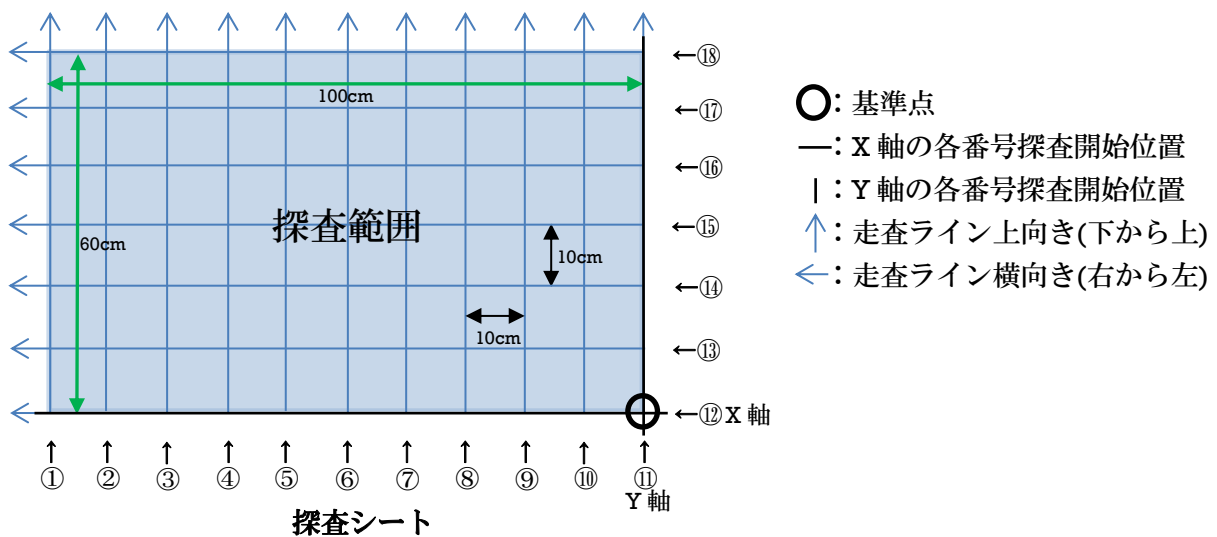 ←⑱
100cm
←⑰
←⑯
探査範囲
←⑮
60cm
10cm
←⑭
10cm
←⑬
←⑫X 軸
↑ ↑ ↑ ↑ ↑ ↑ ↑ ↑ ↑ ↑ ↑
① ② ③ ④ ⑤ ⑥ ⑦ ⑧ ⑨ ⑩ ⑪
Y 軸
探査シート
○：基準点
―：X 軸の各番号探査開始位置
｜：Y 軸の各番号探査開始位置
↑：走査ライン上向き(下から上)
←：走査ライン横向き(右から左)